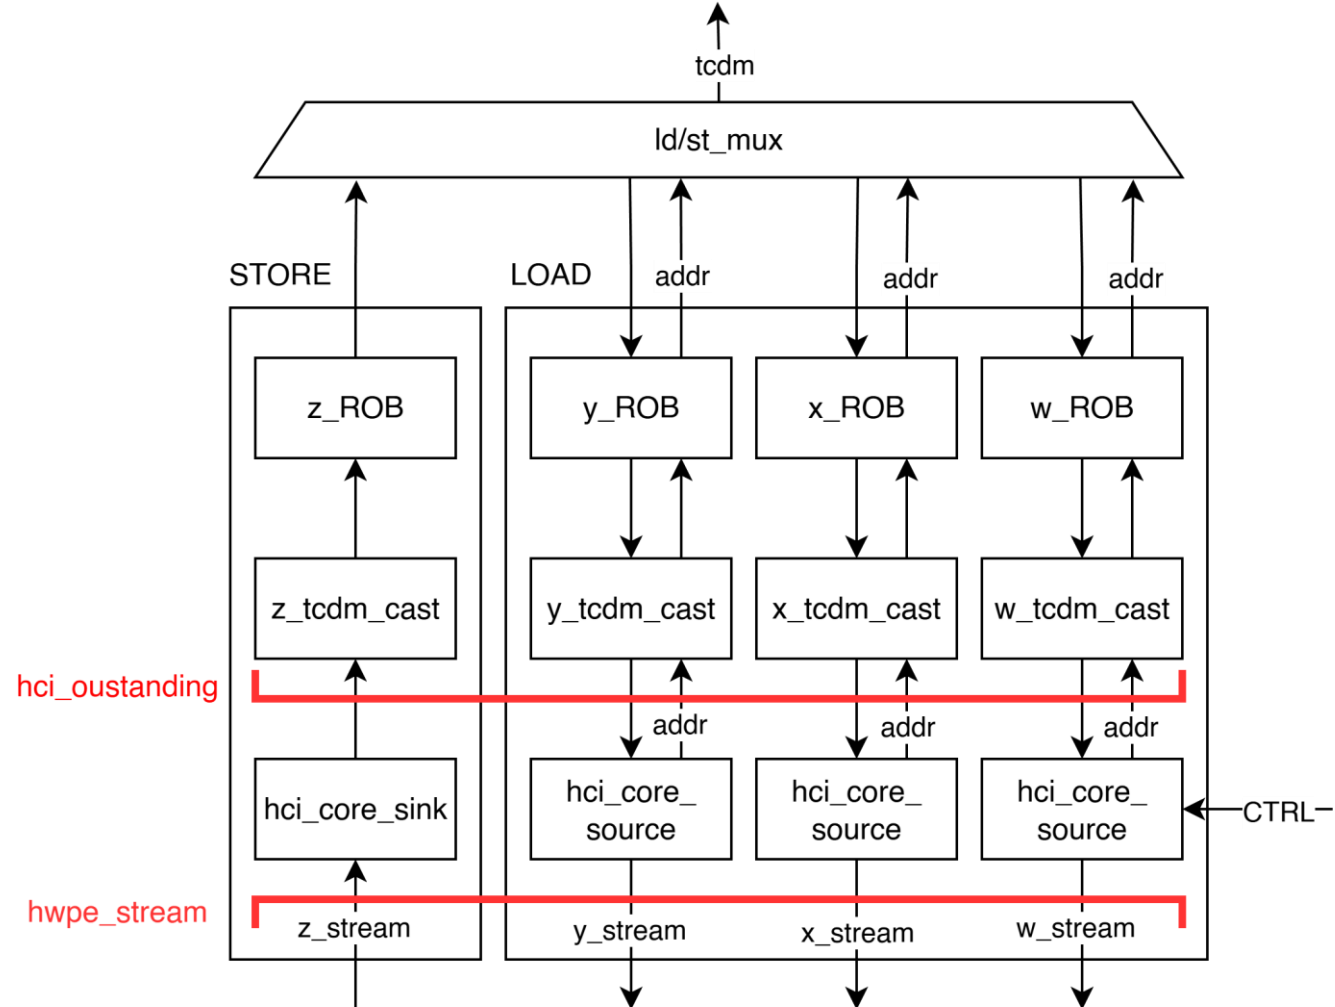 tcdm
ld/st_mux
STORE
LOAD
addr
addr
addr
z_ROB
y_ROB
x_ROB
w_ROB
z_tcdm_cast
y_tcdm_cast
x_tcdm_cast
w_tcdm_cast
hci_oustanding
addr
addr
addr
hci_core_sink
hci_core_
source
hci_core_
source
hci_core_
source
CTRL
hwpe_stream
z_stream
y_stream
x_stream
w_stream